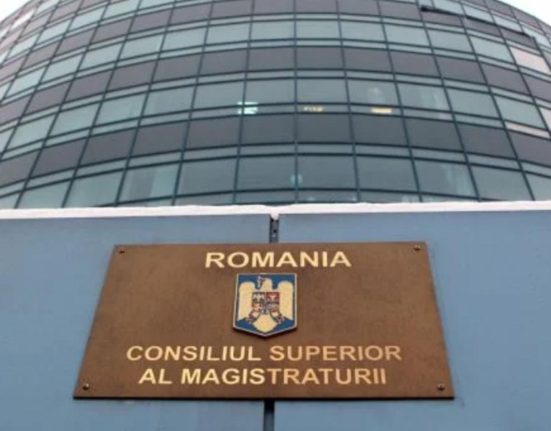 ROMANIA
CONSILIUL SUPERIOR
AL MAGISTRATURII